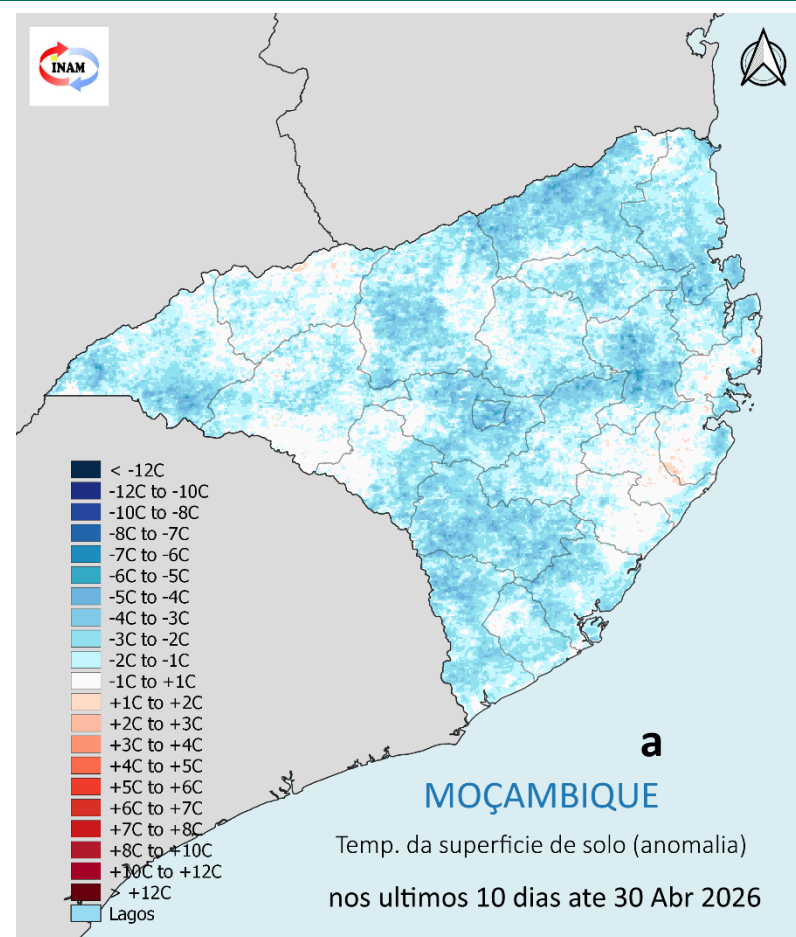 INAM
< -12C
-12C to -10C
-10C to -8C
-8C to -7C
-7C to -6C
-6C to -5C
-5C to -4C
-4C to -3C
-3C to -2C
-2C to -1C
-1C to +1C
+1C to +2C
+2C to +3C
+3C to +4C
+4C to +5C
+5C to +6C
+6C to +7C
+7C to +8C
+8C to +10C
+10C to +12C
> +12C
Lagos
a
MOÇAMBIQUE
Temp. da superficie de solo (anomalia)
nos ultimos 10 dias ate 30 Abr 2026